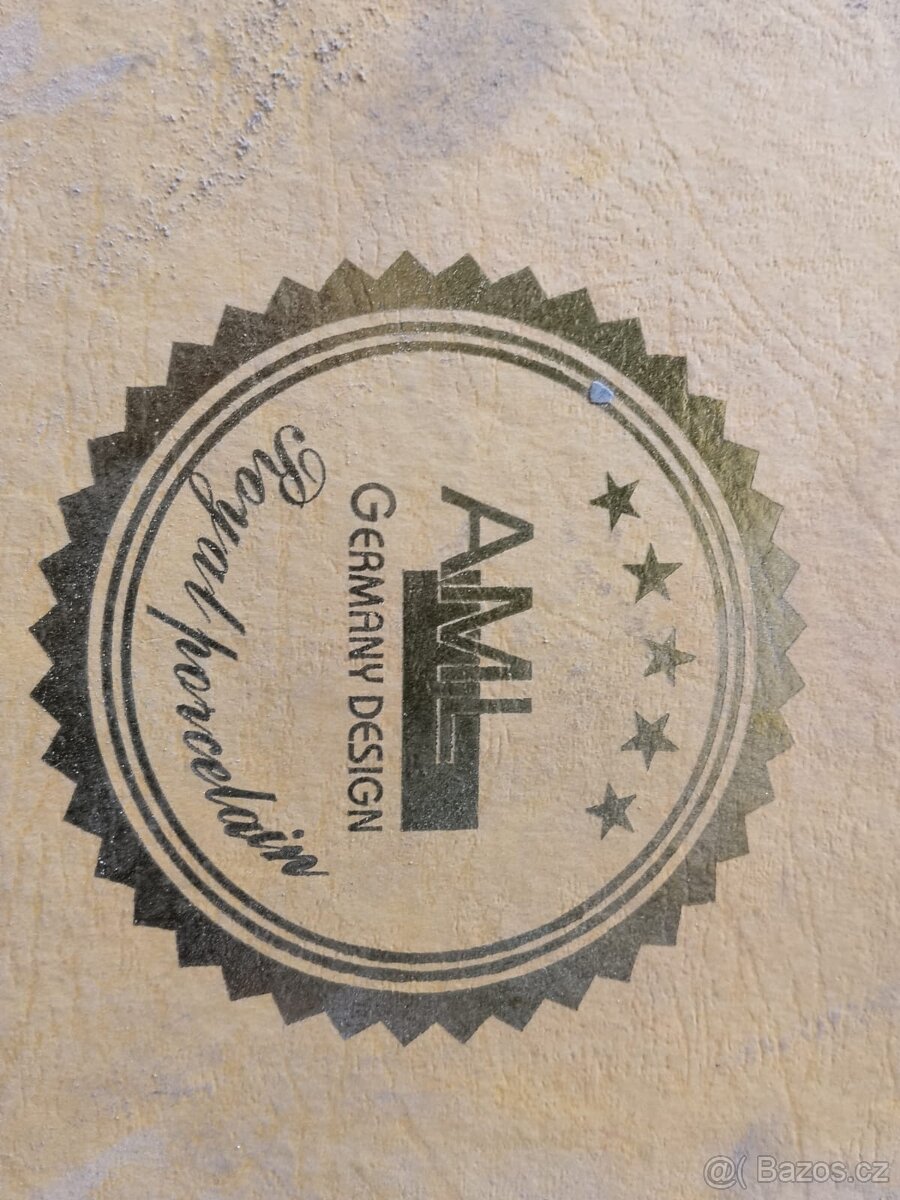 AML
GERMANY DESIGN
Royal porcelain
@( Bazos.cz